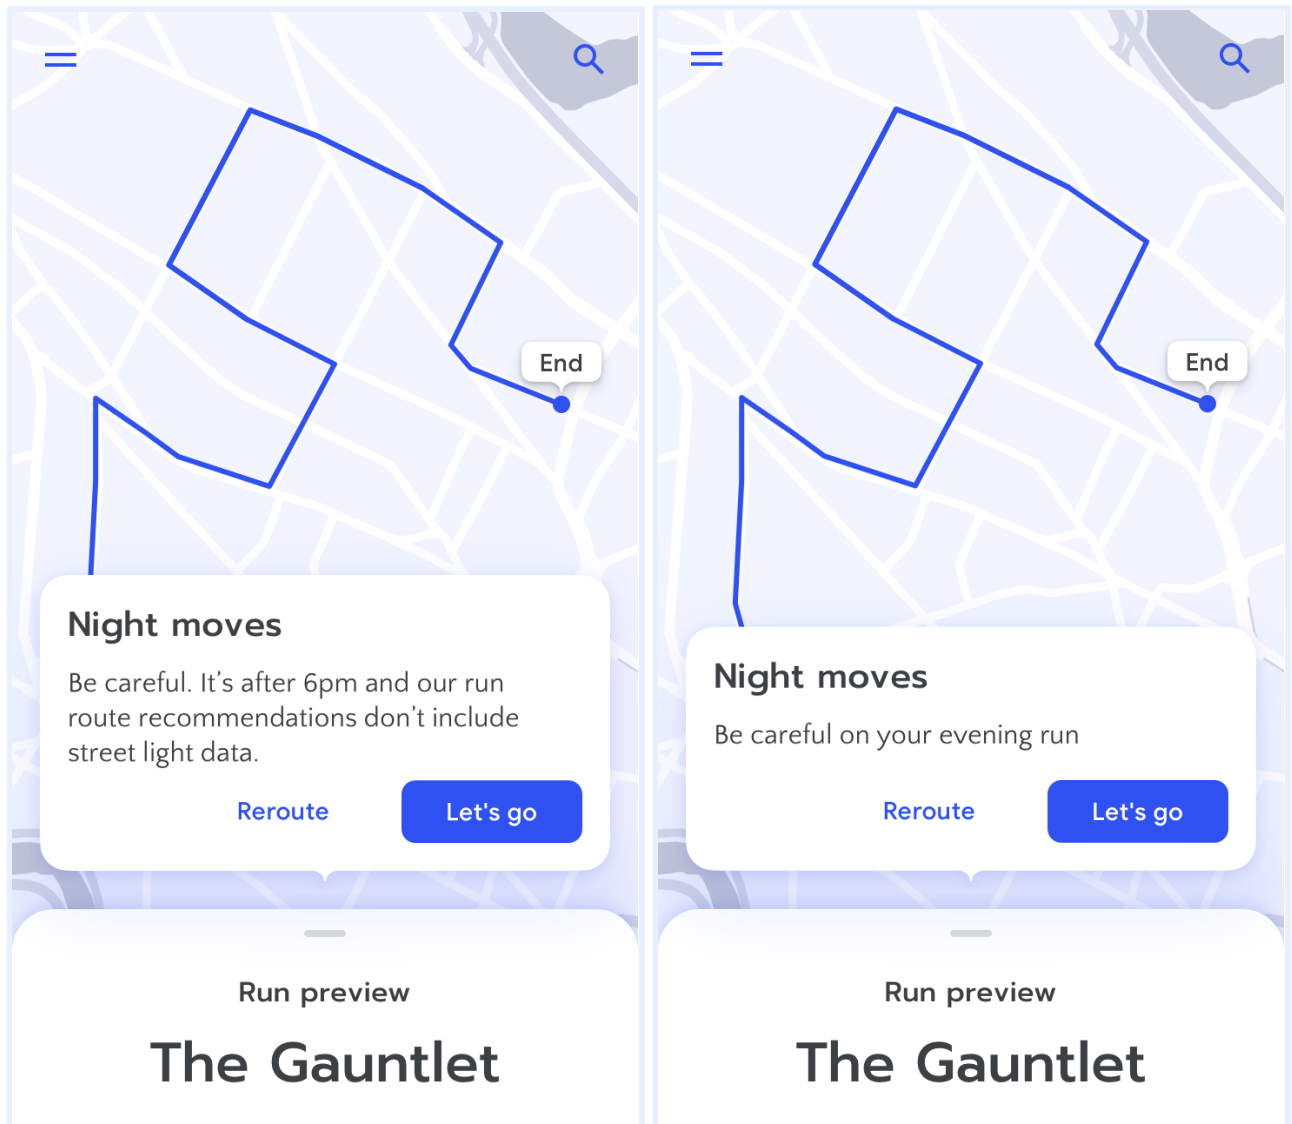 End
Night moves
Be careful. It’s after 6pm and our run
route recommendations don’t include
street light data.
Reroute
Let's go
Run preview
The Gauntlet
End
Night moves
Be careful on your evening run
Reroute
Let's go
Run preview
The Gauntlet